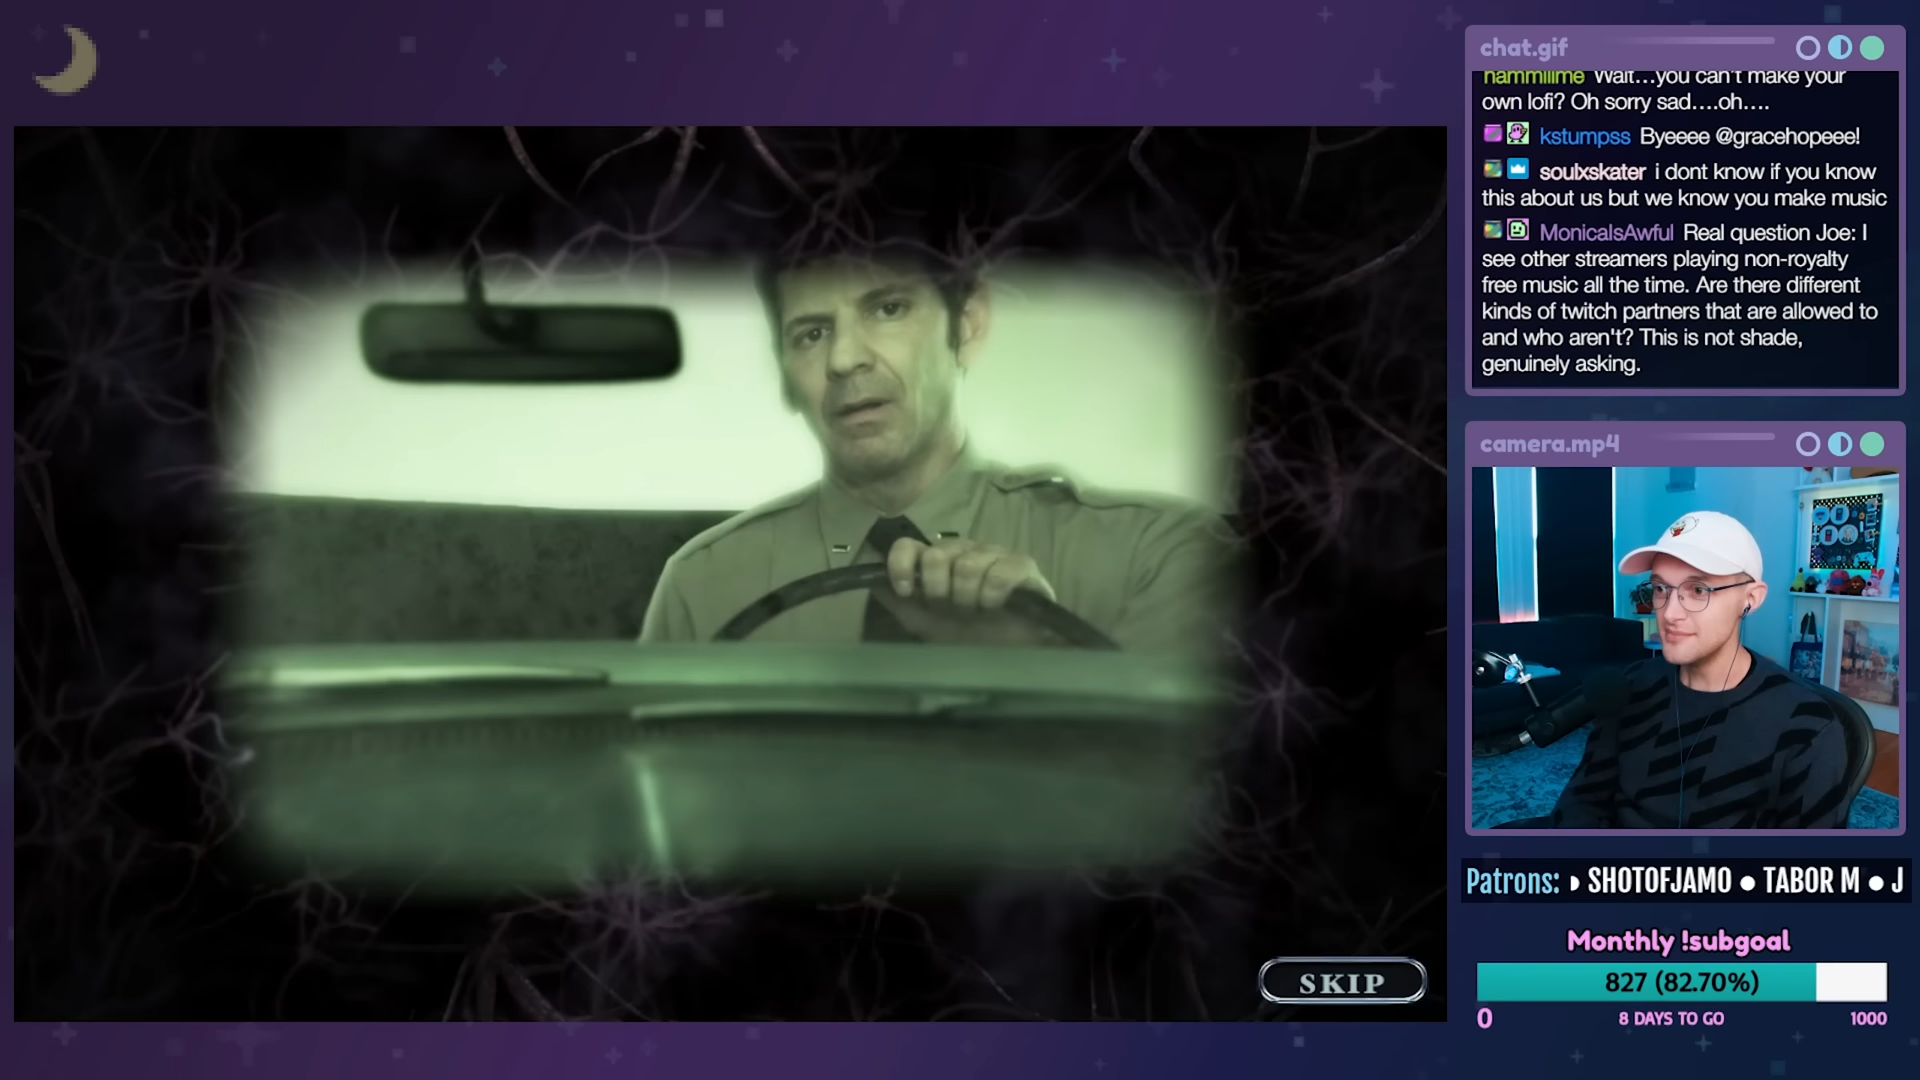 chat.gif
hammilime Wait...you can't make your
own lofi? Oh sorry sad....oh....
kstumpss Byeeee @gracehopeee!
soulxskater i dont know if you know
this about us but we know you make music
MonicaIsAwful Real question Joe: I
see other streamers playing non-royalty
free music all the time. Are there different
kinds of twitch partners that are allowed to
and who aren't? This is not shade,
genuinely asking.
camera.mp4
SKIP
Patrons: SHOTOFJAMO ● TABOR M ● J
Monthly !subgoal
827 (82.70%)
0 8 DAYS TO GO 1000